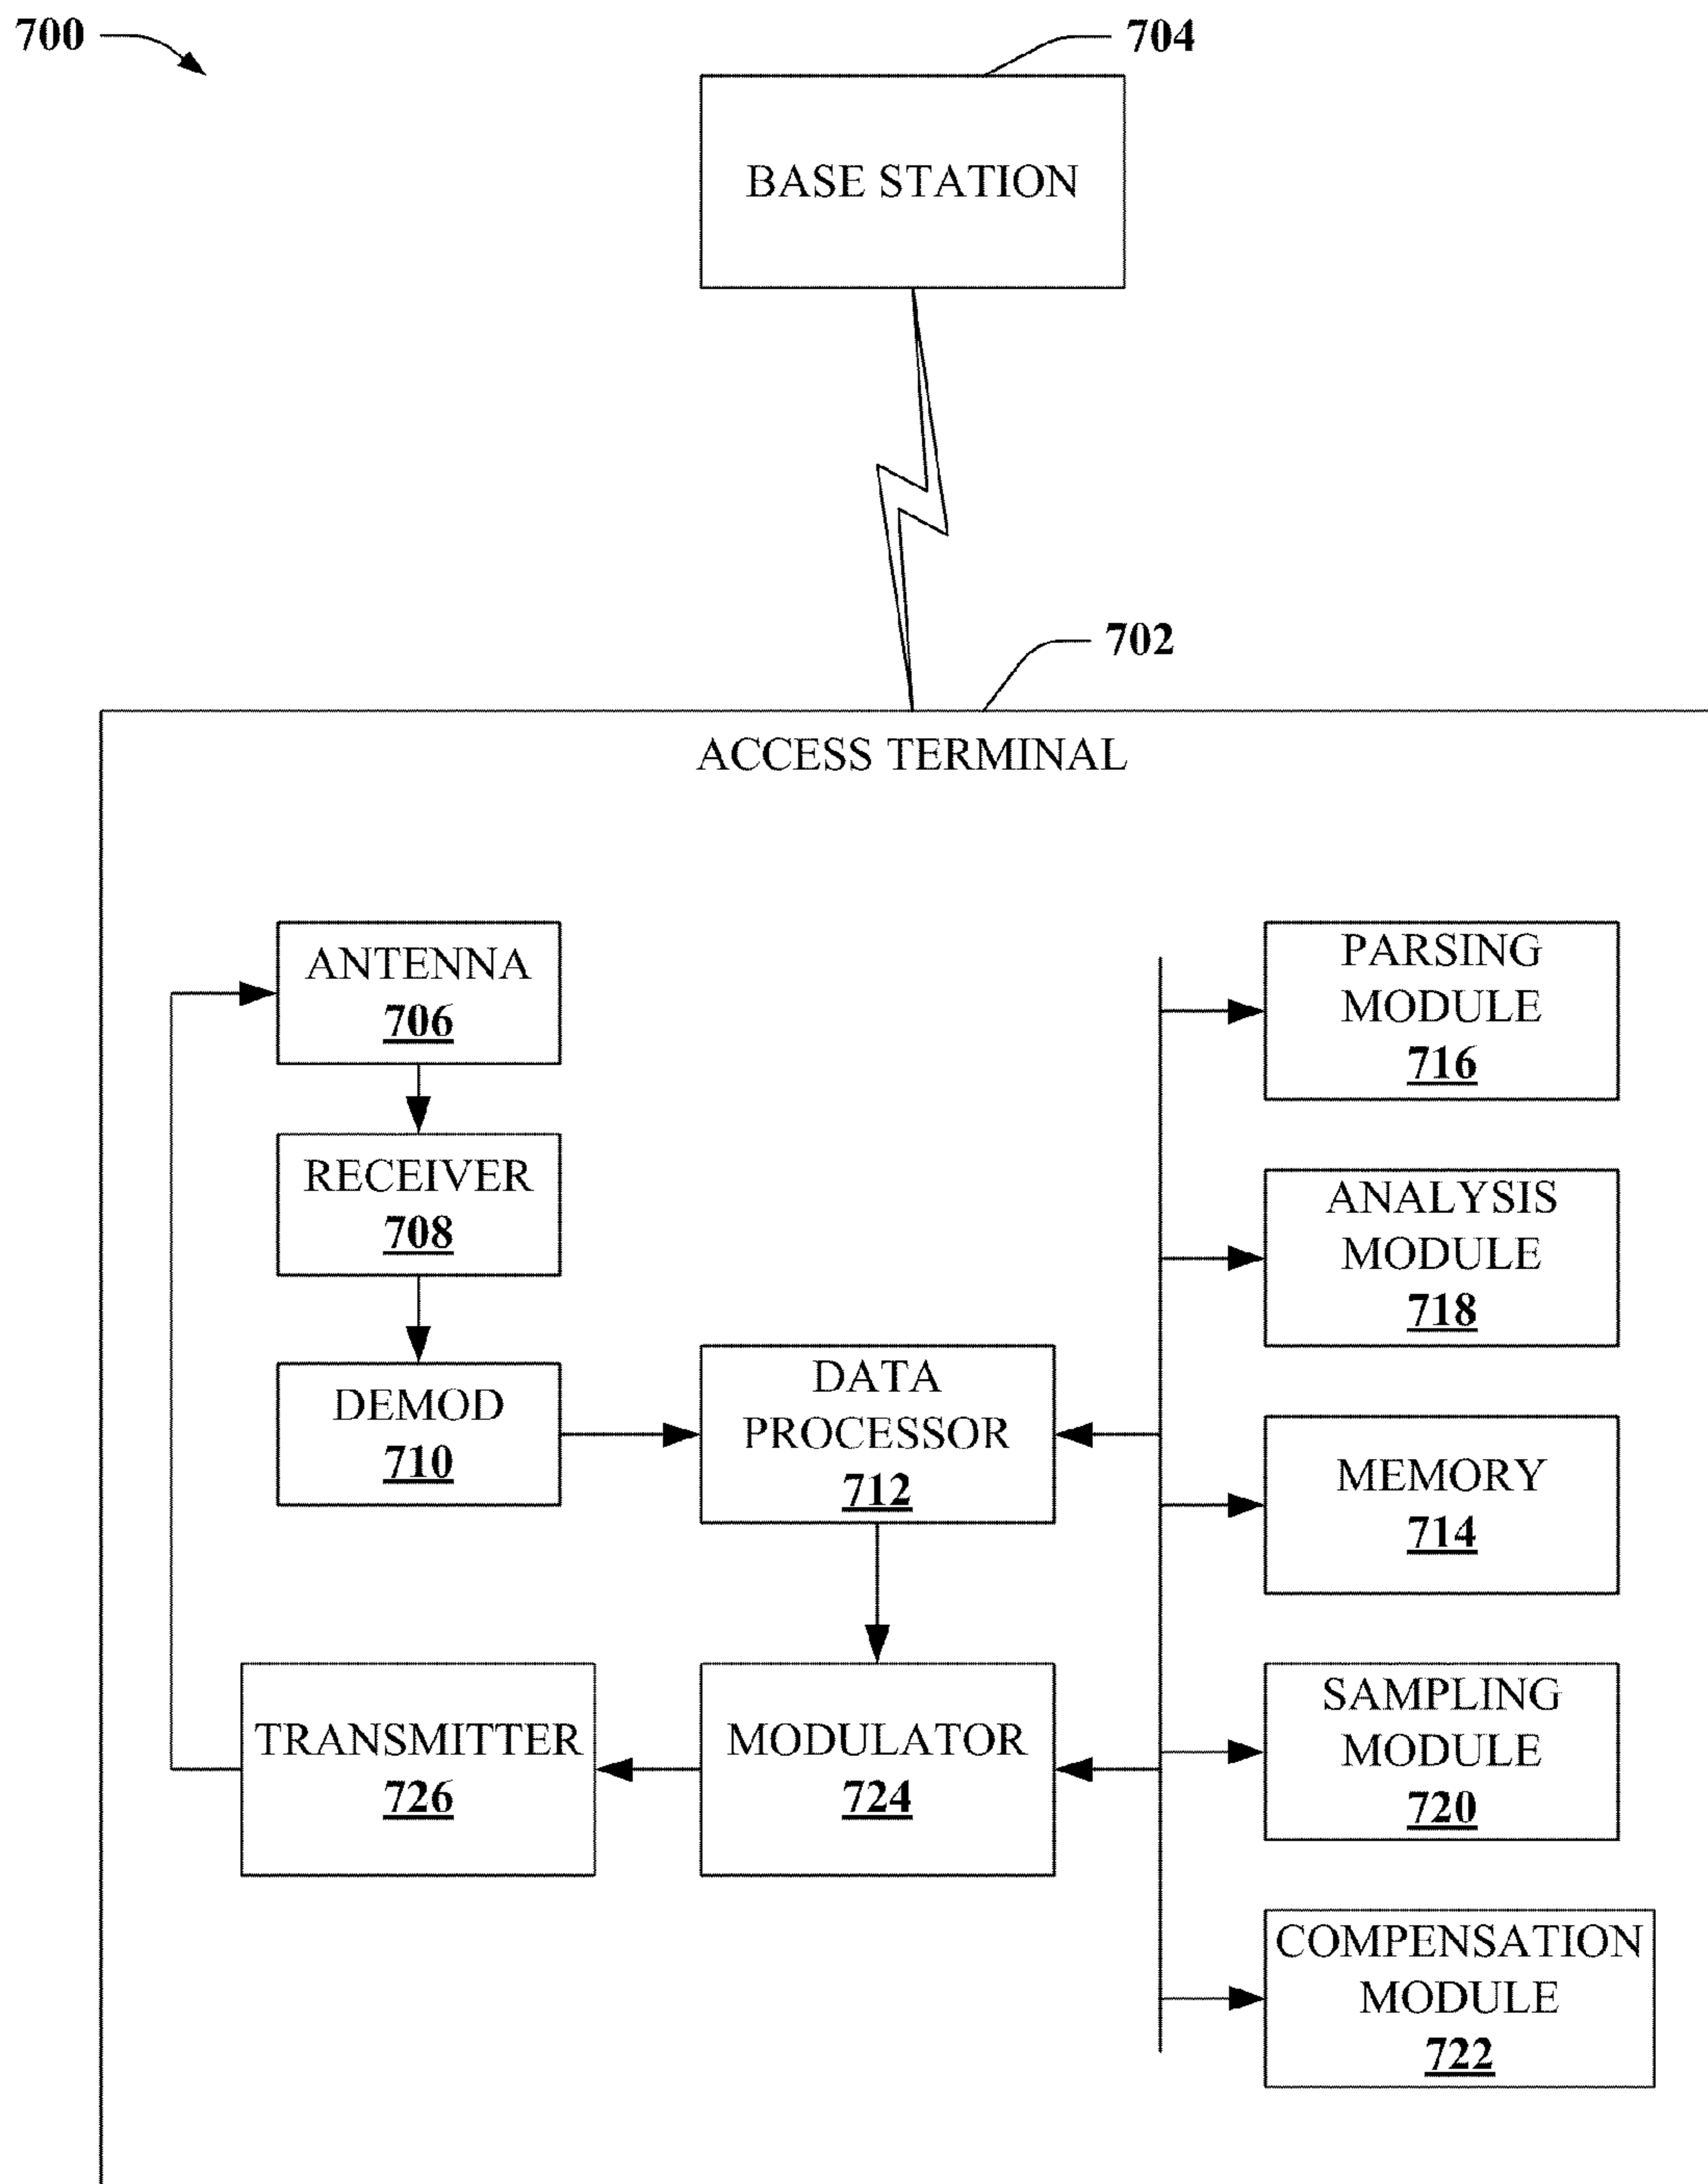 700
704
BASE STATION
702
ACCESS TERMINAL
ANTENNA
706
RECEIVER
708
DEMOD
710
DATA
PROCESSOR
712
TRANSMITTER
726
MODULATOR
724
PARSING
MODULE
716
ANALYSIS
MODULE
718
MEMORY
714
SAMPLING
MODULE
720
COMPENSATION
MODULE
722